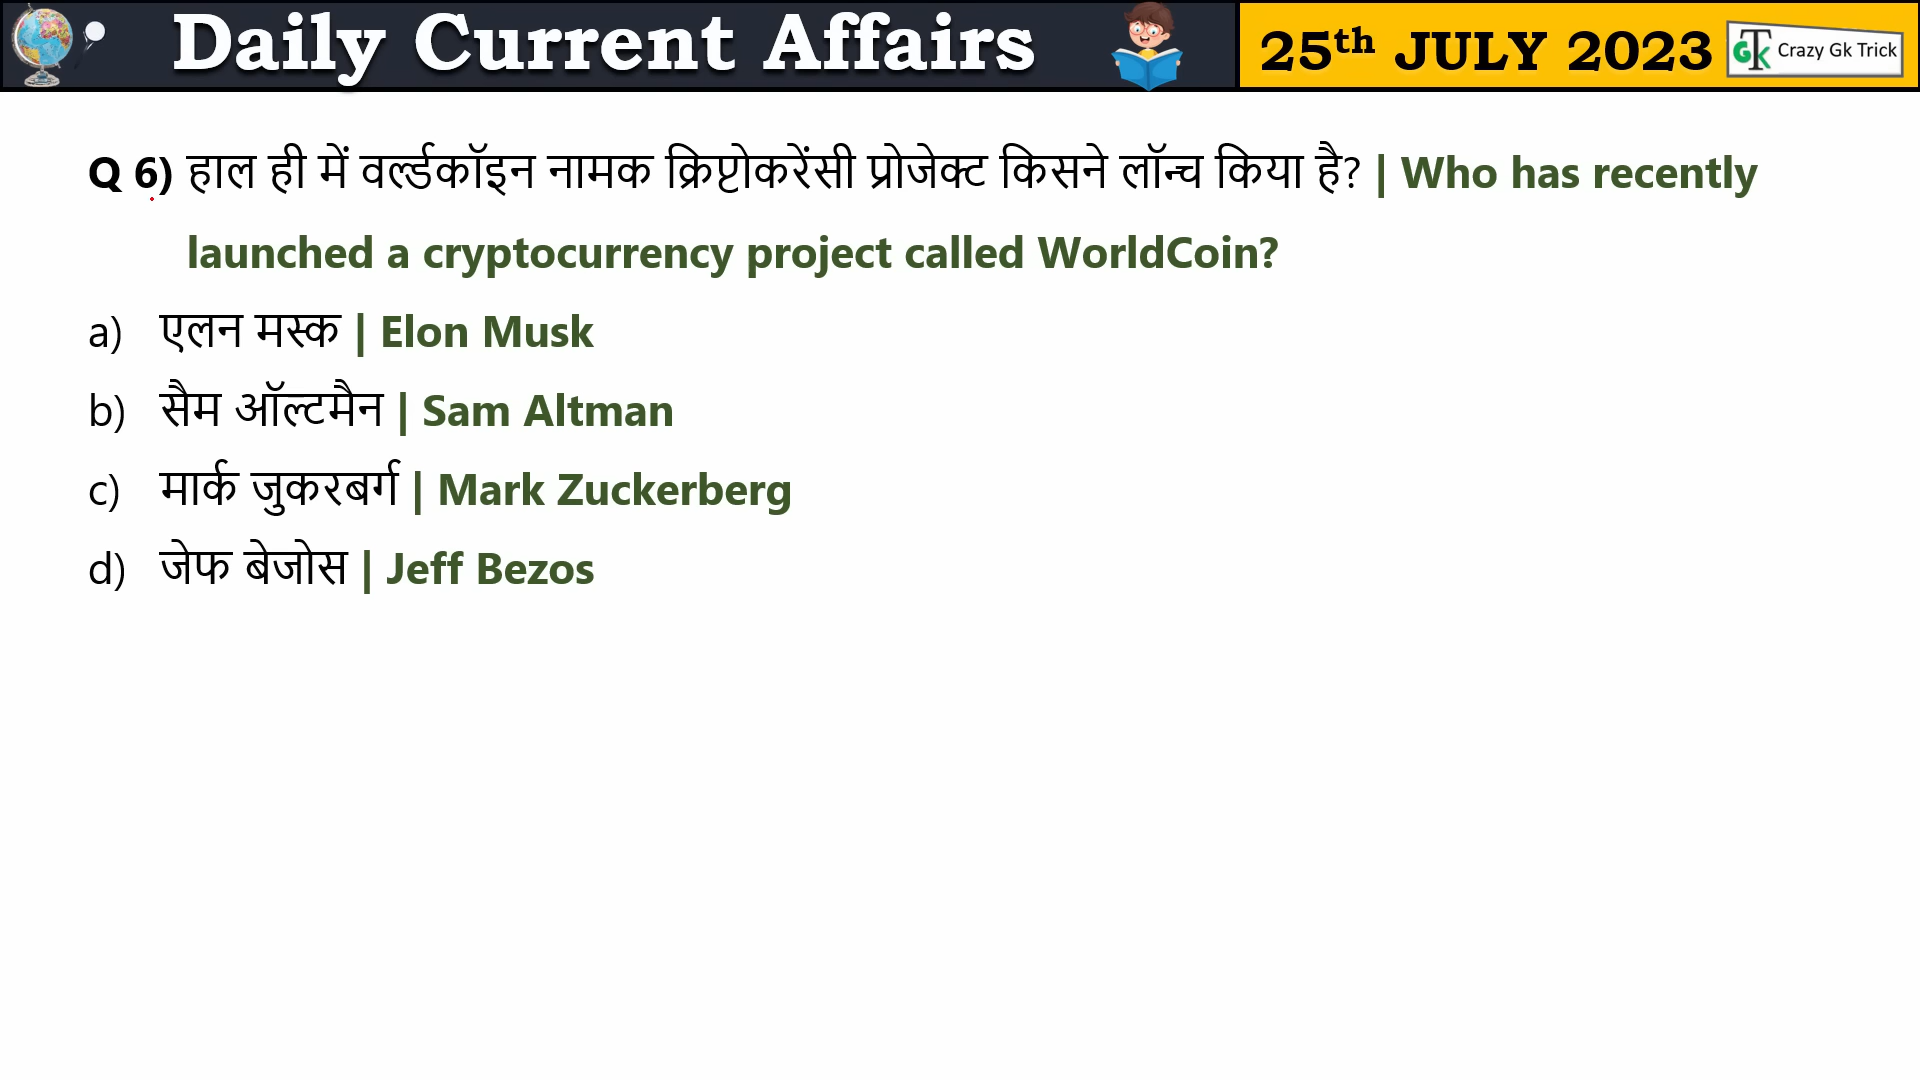 Daily Current Affairs
25th JULY 2023
GTK Crazy Gk Trick
Q 6) हाल ही में वर्ल्डकॉइन नामक क्रिप्टोकरेंसी प्रोजेक्ट किसने लॉन्च किया है? | Who has recently
launched a cryptocurrency project called WorldCoin?
a) एलन मस्क | Elon Musk
b) सैम ऑल्टमैन | Sam Altman
c) मार्क जुकरबर्ग | Mark Zuckerberg
d) जेफ बेजोस | Jeff Bezos